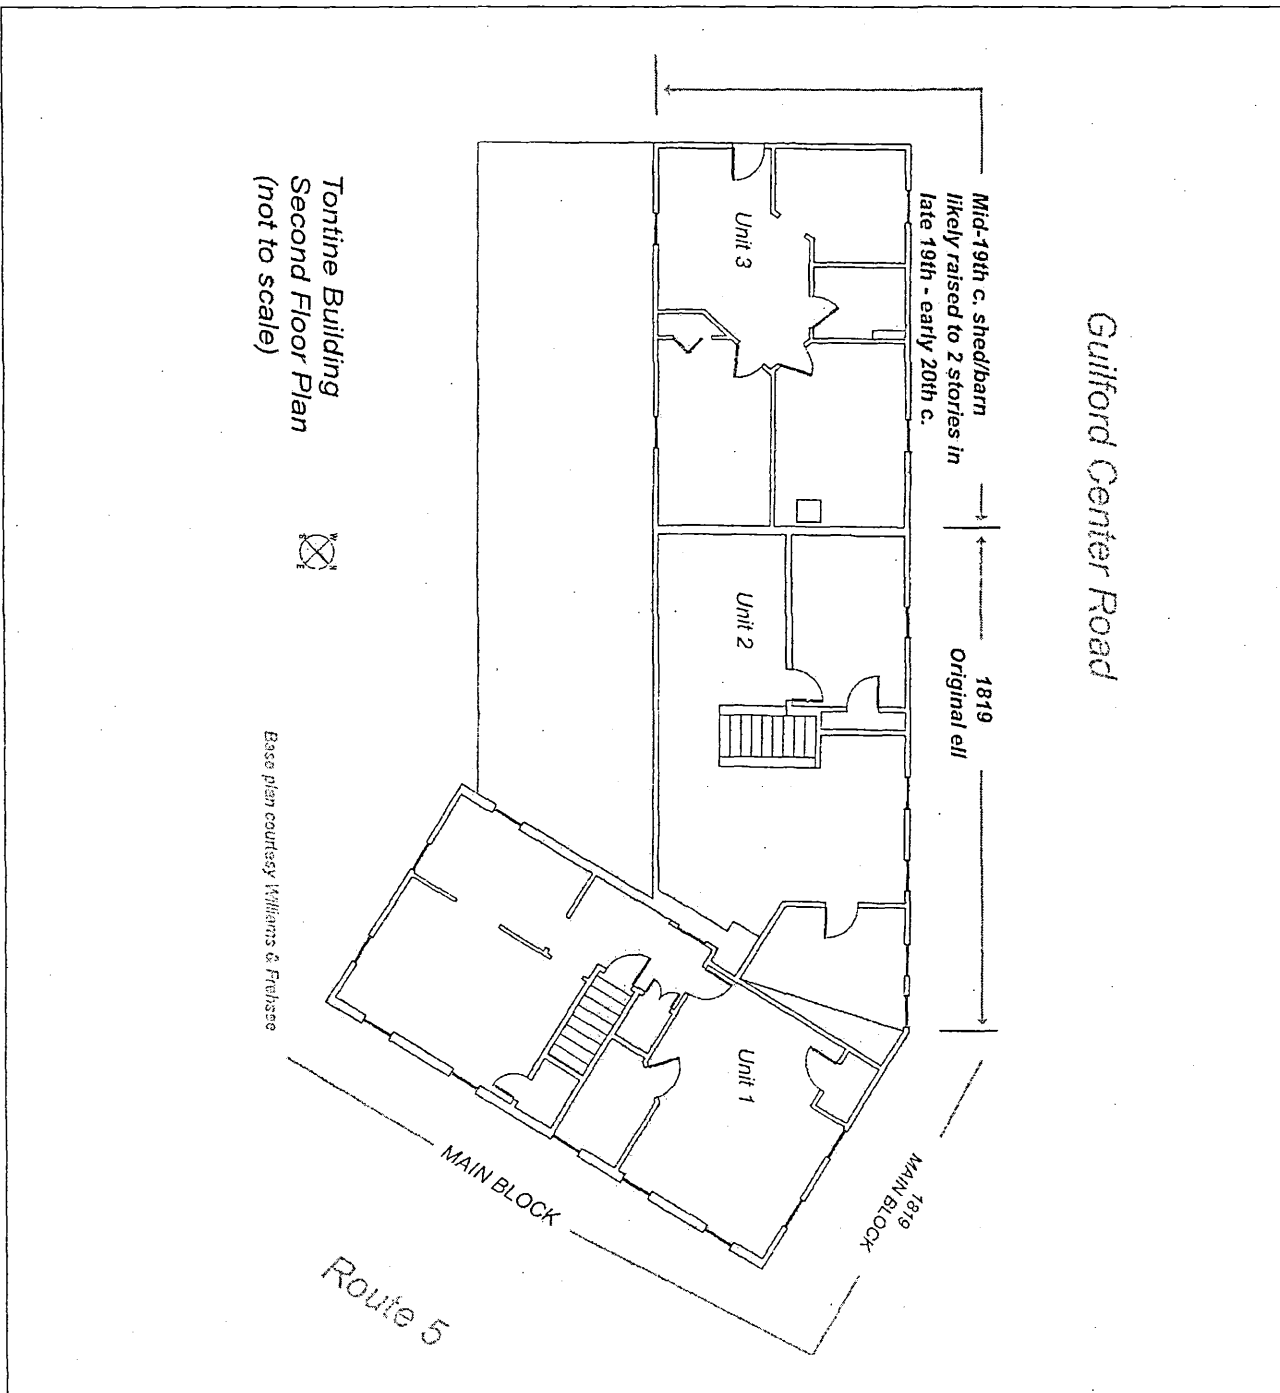 Guilford Center Road
Mid-19th c. shed/barn
likely raised to 2 stories in
late 19th - early 20th c.
1819
Original ell
Unit 3
Unit 2
Unit 1
1819
MAIN BLOCK
MAIN BLOCK
Route 5
Tontine Building
Second Floor Plan
(not to scale)
W
N
S
E
Base plan courtesy Williams & Frehsee